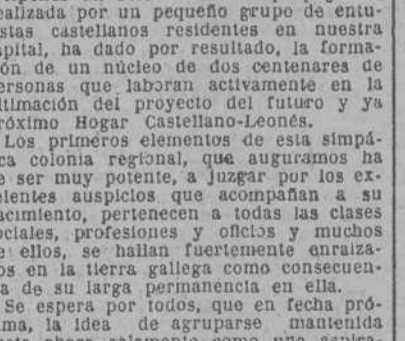 ealizada por un pequeño grupo de entu-
stas castellanos residentes en nuestra
apital, ha dado por resultado, la forma-
ón de un núcleo de dos centenares de
ersonas que laboran activamente en la
ltimación del proyecto del futuro y ya
róximo Hogar Castellano-Leonés.
Los primeros elementos de esta simpá-
ca colonia regional, que auguramos ha
e ser muy potente, a juzgar por los ex-
elentes auspicios que acompañan a su
acimiento, pertenecen a todas las clases
ociales, profesiones y oficios y muchos
e ellos, se hallan fuertemente enraiza-
os en la tierra gallega como consecuen-
a de su larga permanencia en ella.
Se espera por todos, que en fecha pró-
ma, la idea de agruparse mantenida
ahora solamente como una